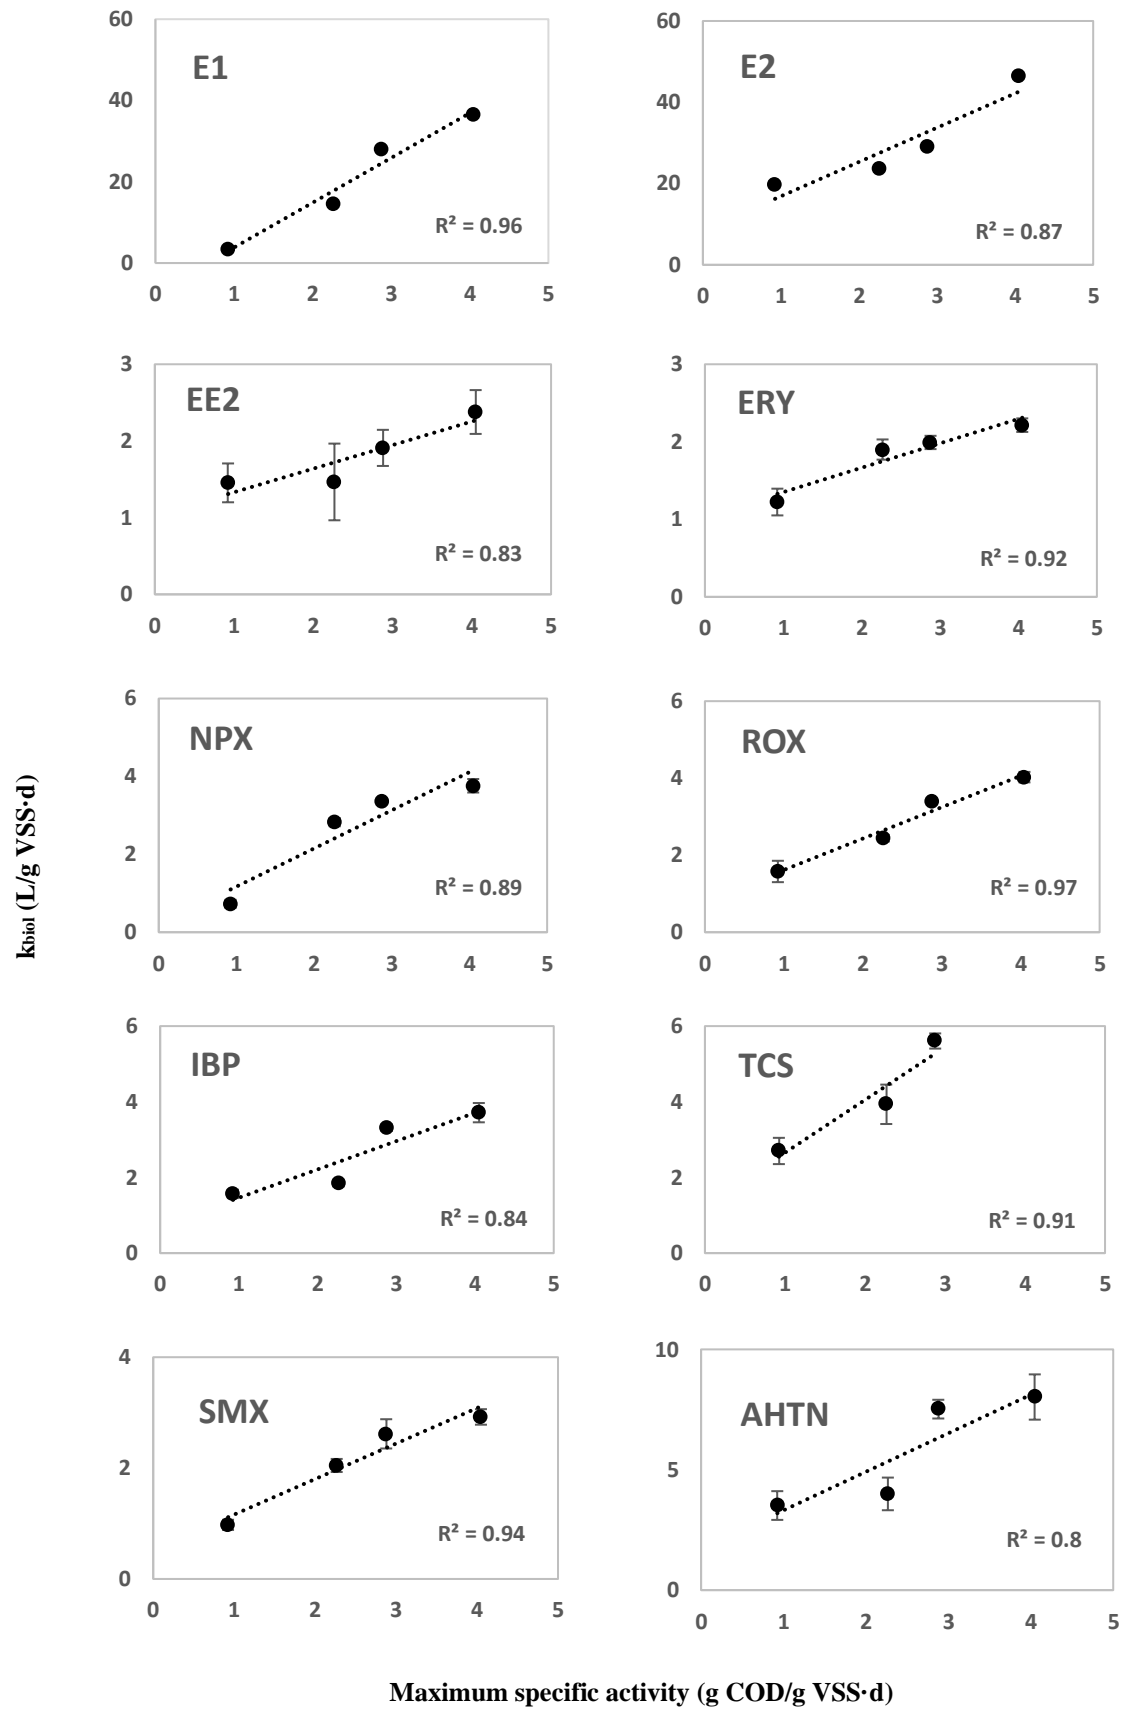 60
40
20
0
E1
R² = 0.96
0 1 2 3 4 5
60
40
20
0
E2
R² = 0.87
0 1 2 3 4 5
3
2
1
0
EE2
R² = 0.83
0 1 2 3 4 5
3
2
1
0
ERY
R² = 0.92
0 1 2 3 4 5
6
4
2
0
NPX
R² = 0.89
0 1 2 3 4 5
6
4
2
0
ROX
R² = 0.97
0 1 2 3 4 5
6
4
2
0
IBP
R² = 0.84
0 1 2 3 4 5
6
4
2
0
TCS
R² = 0.91
0 1 2 3 4 5
4
2
0
SMX
R² = 0.94
0 1 2 3 4 5
10
5
0
AHTN
R² = 0.8
0 1 2 3 4 5
kbiol (L/g VSS·d)
Maximum specific activity (g COD/g VSS·d)